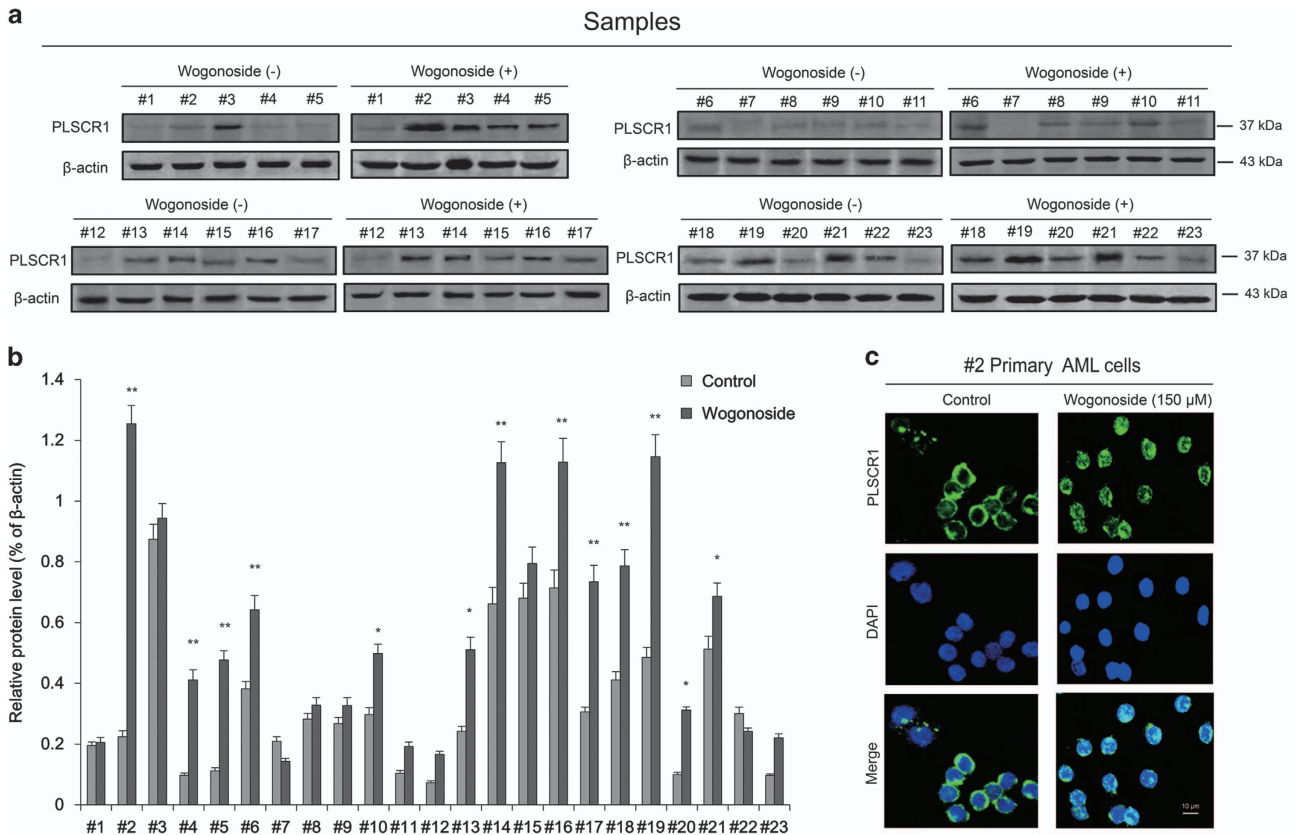 a
Samples
Wogonoside (-) Wogonoside (+) Wogonoside (-) Wogonoside (+)
#1 #2 #3 #4 #5 #1 #2 #3 #4 #5 #6 #7 #8 #9 #10 #11 #6 #7 #8 #9 #10 #11
PLSCR1 PLSCR1 37 kDa
β-actin β-actin 43 kDa
Wogonoside (-) Wogonoside (+) Wogonoside (-) Wogonoside (+)
#12 #13 #14 #15 #16 #17 #12 #13 #14 #15 #16 #17 #18 #19 #20 #21 #22 #23 #18 #19 #20 #21 #22 #23
PLSCR1 PLSCR1 37 kDa
β-actin β-actin 43 kDa
b
Relative protein level (% of β-actin)
1.4
1.2
1
0.8
0.6
0.4
0.2
0
Control
Wogonoside
** ** ** ** * * ** ** ** ** ** * *
#1 #2 #3 #4 #5 #6 #7 #8 #9 #10 #11 #12 #13 #14 #15 #16 #17 #18 #19 #20 #21 #22 #23
c
#2 Primary AML cells
Control Wogonoside (150 µM)
PLSCR1
DAPI
Merge
10 µm